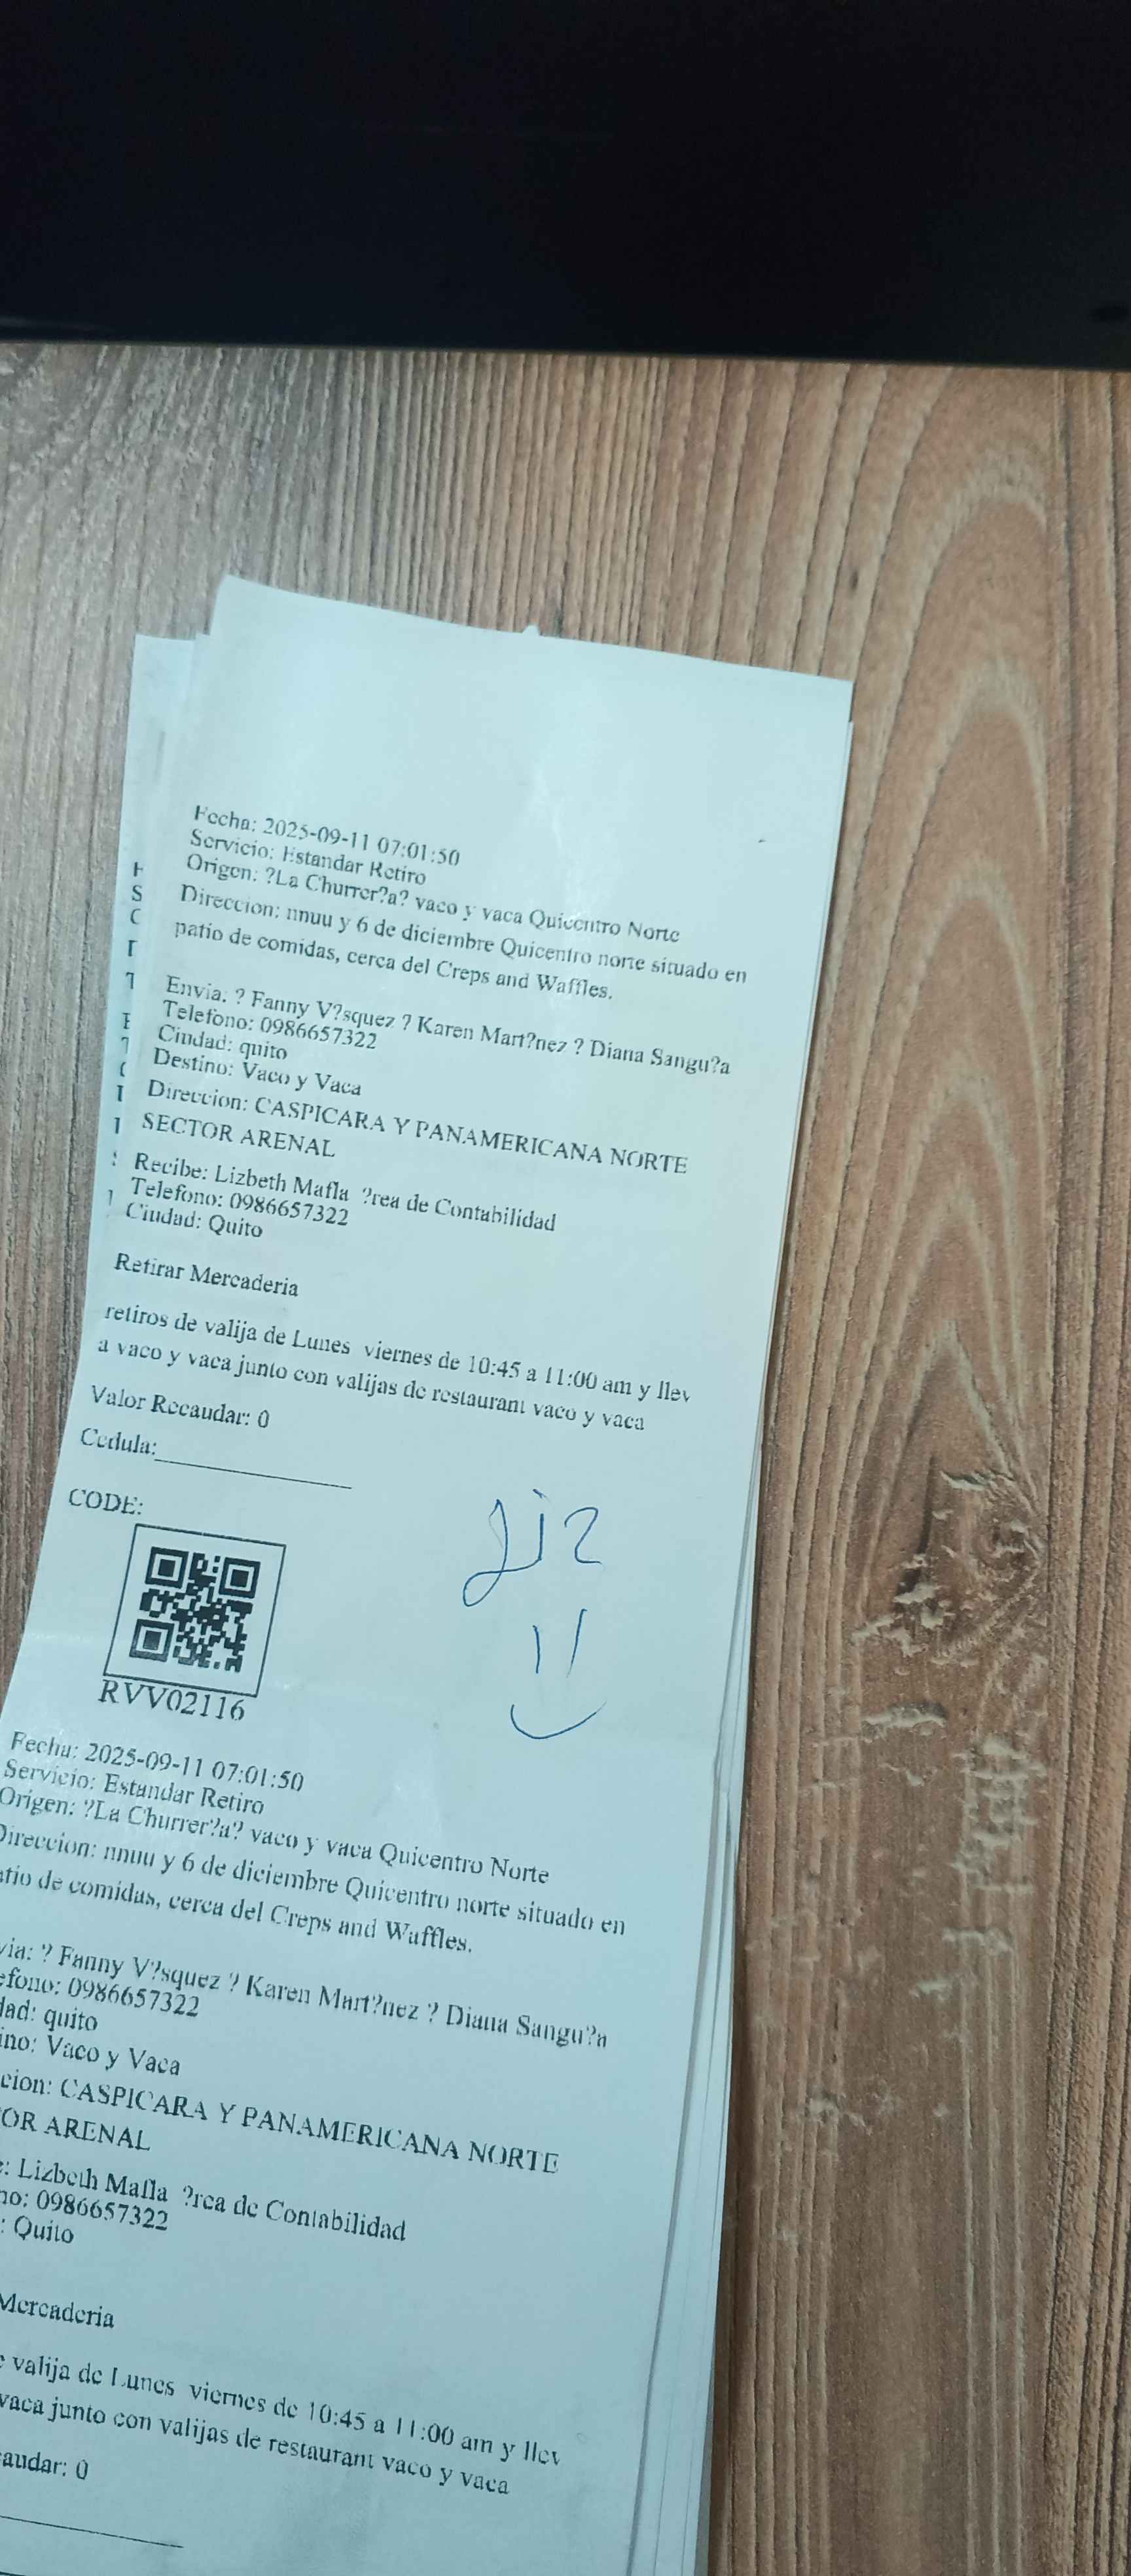 Fecha: 2025-09-11 07:01:50
Servicio: Estandar Retiro
Origen: ?La Churrer?a? vaco y vaca Quicentro Norte
Direccion: nnuu y 6 de diciembre Quicentro norte situado en
patio de comidas, cerca del Creps and Waffles.
Envia: ? Fanny V?squez ? Karen Mart?nez ? Diana Sangu?a
Telefono: 0986657322
Ciudad: quito
Destino: Vaco y Vaca
Direccion: CASPICARA Y PANAMERICANA NORTE
SECTOR ARENAL
Recibe: Lizbeth Mafla ?rea de Contabilidad
Telefono: 0986657322
Ciudad: Quito
Retirar Mercaderia
retiros de valija de Lunes viernes de 10:45 a 11:00 am y llev
a vaco y vaca junto con valijas de restaurant vaco y vaca
Valor Recaudar: 0
Cedula:
CODE:
RVV02116
Fecha: 2025-09-11 07:01:50
Servicio: Estandar Retiro
Origen: ?La Churrer?a? vaco y vaca Quicentro Norte
Direccion: nnuu y 6 de diciembre Quicentro norte situado en
atio de comidas, cerca del Creps and Waffles.
via: ? Fanny V?squez ? Karen Mart?nez ? Diana Sangu?a
efono: 0986657322
dad: quito
ino: Vaco y Vaca
cion: CASPICARA Y PANAMERICANA NORTE
OR ARENAL
e: Lizbeth Mafla ?rea de Contabilidad
no: 0986657322
: Quito
Mercaderia
e valija de Lunes viernes de 10:45 a 11:00 am y llev
vaca junto con valijas de restaurant vaco y vaca
caudar: 0